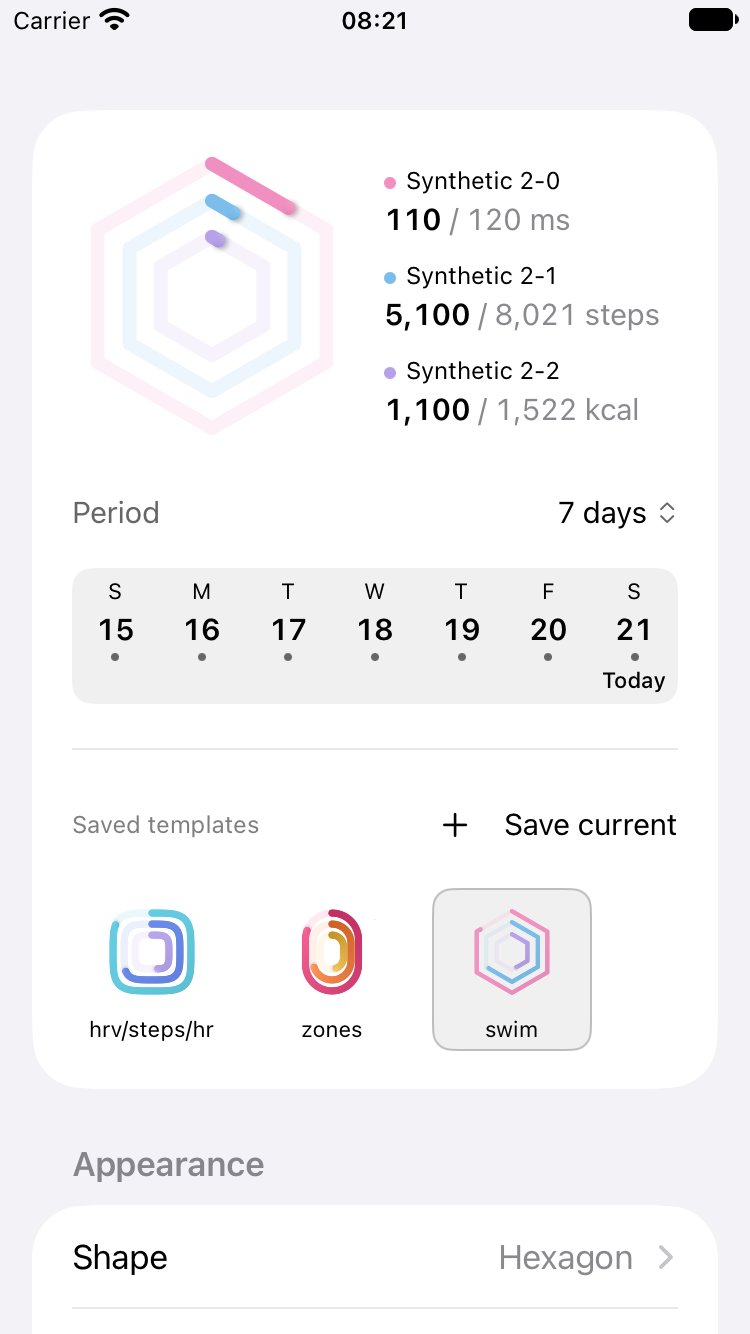 Carrier 08:21
Synthetic 2-0
110 / 120 ms
Synthetic 2-1
5,100 / 8,021 steps
Synthetic 2-2
1,100 / 1,522 kcal
Period 7 days
S M T W T F S
15 16 17 18 19 20 21
Today
Saved templates + Save current
hrv/steps/hr zones swim
Appearance
Shape Hexagon